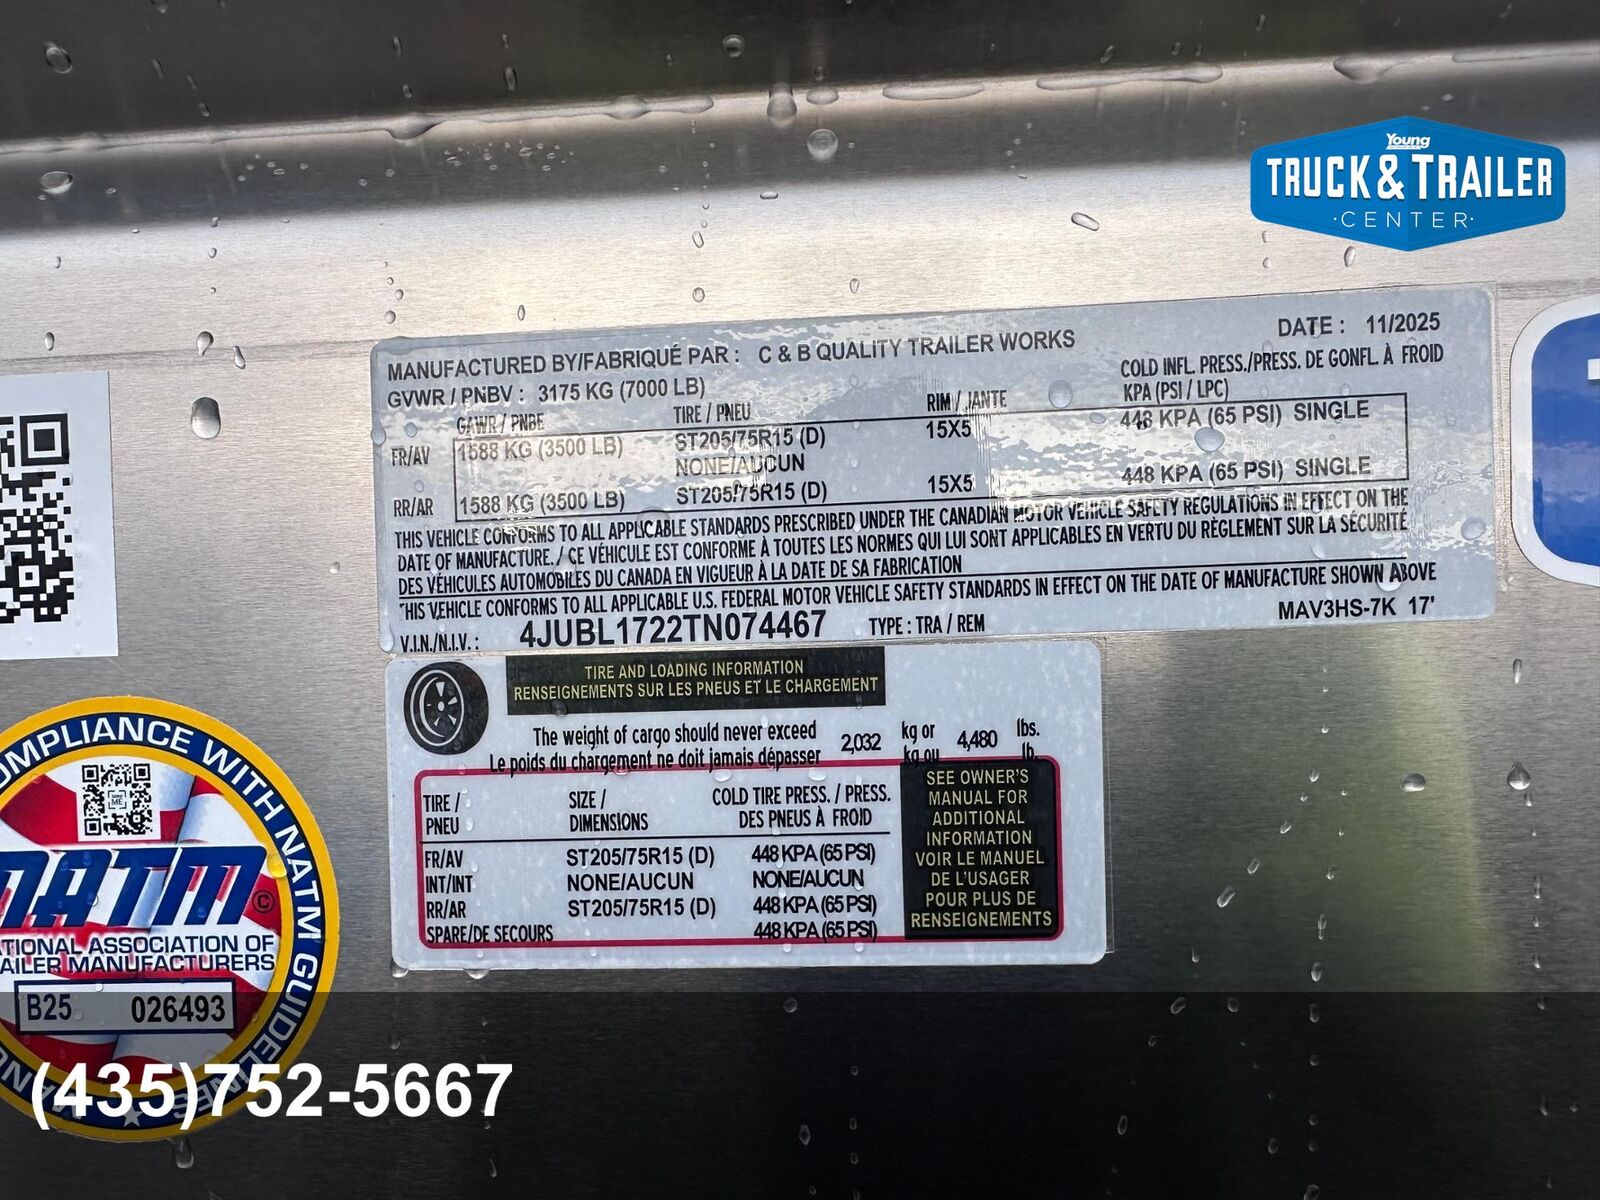 Young
TRUCK & TRAILER
·CENTER·
MANUFACTURED BY/FABRIQUÉ PAR : C & B QUALITY TRAILER WORKS
DATE : 11/2025
GVWR / PNBV : 3175 KG (7000 LB)
COLD INFL. PRESS./PRESS. DE GONFL. À FROID
GAWR / PNBE TIRE / PNEU RIM / JANTE KPA (PSI / LPC)
FR/AV 1588 KG (3500 LB) ST205/75R15 (D) 15X5 448 KPA (65 PSI) SINGLE
NONE/AUCUN
RR/AR 1588 KG (3500 LB) ST205/75R15 (D) 15X5 448 KPA (65 PSI) SINGLE
THIS VEHICLE CONFORMS TO ALL APPLICABLE STANDARDS PRESCRIBED UNDER THE CANADIAN MOTOR VEHICLE SAFETY REGULATIONS IN EFFECT ON THE
DATE OF MANUFACTURE. / CE VÉHICULE EST CONFORME À TOUTES LES NORMES QUI LUI SONT APPLICABLES EN VERTU DU RÈGLEMENT SUR LA SÉCURITÉ
DES VÉHICULES AUTOMOBILES DU CANADA EN VIGUEUR À LA DATE DE SA FABRICATION
THIS VEHICLE CONFORMS TO ALL APPLICABLE U.S. FEDERAL MOTOR VEHICLE SAFETY STANDARDS IN EFFECT ON THE DATE OF MANUFACTURE SHOWN ABOVE
V.I.N./N.I.V.: 4JUBL1722TN074467 TYPE : TRA / REM MAV3HS-7K 17'
TIRE AND LOADING INFORMATION
RENSEIGNEMENTS SUR LES PNEUS ET LE CHARGEMENT
The weight of cargo should never exceed 2,032 kg or 4,480 lbs.
Le poids du chargement ne doit jamais dépasser kg ou lb.
TIRE / SIZE / COLD TIRE PRESS. / PRESS.
PNEU DIMENSIONS DES PNEUS À FROID
FR/AV ST205/75R15 (D) 448 KPA (65 PSI)
INT/INT NONE/AUCUN NONE/AUCUN
RR/AR ST205/75R15 (D) 448 KPA (65 PSI)
SPARE/DE SECOURS 448 KPA (65 PSI)
SEE OWNER'S
MANUAL FOR
ADDITIONAL
INFORMATION
VOIR LE MANUEL
DE L'USAGER
POUR PLUS DE
RENSEIGNEMENTS
OMPLIANCE WITH NATM GUIDELINES
NATM ©
TIONAL ASSOCIATION OF
AILER MANUFACTURERS
B25 026493
MANU
(435)752-5667